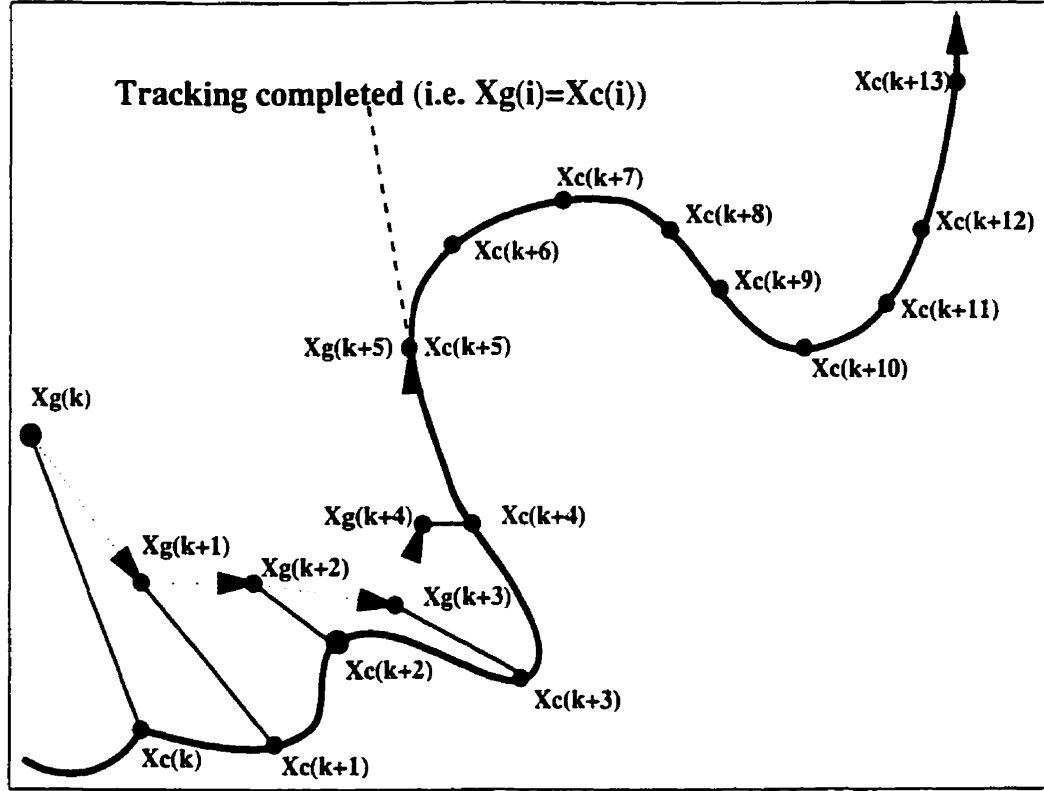 Xc(k+13)
Tracking completed (i.e. Xg(i)=Xc(i))
Xc(k+7)
Xc(k+8)
Xc(k+12)
Xc(k+6)
Xc(k+9)
Xc(k+11)
Xg(k+5) Xc(k+5)
Xc(k+10)
Xg(k)
Xg(k+4) Xc(k+4)
Xg(k+1)
Xg(k+2)
Xg(k+3)
Xc(k+2)
Xc(k+3)
Xc(k)
Xc(k+1)